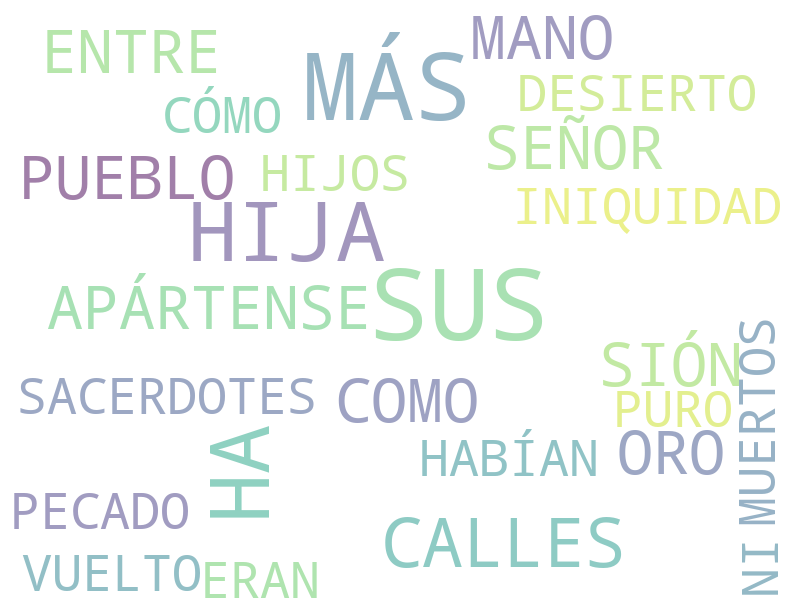 ENTRE
MÁS
MANO
CÓMO
DESIERTO
SEÑOR
PUEBLO
HIJOS
INIQUIDAD
HIJA
APÁRTENSE
SUS
SIÓN
SACERDOTES
COMO
PURO
HA
HABÍAN
ORO
MUERTOS
PECADO
CALLES
VUELTO
ERAN
NI